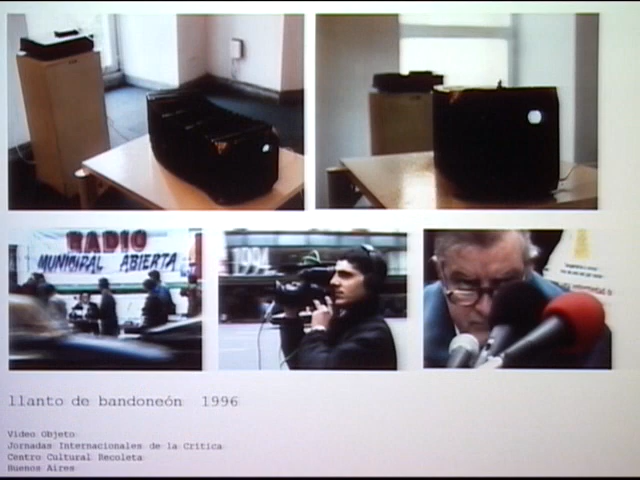 RADIO
MUNICIPAL ABIERTA
1994
llanto de bandoneón 1996
Video Objeto
Jornadas Internacionales de la Crítica
Centro Cultural Recoleta
Buenos Aires